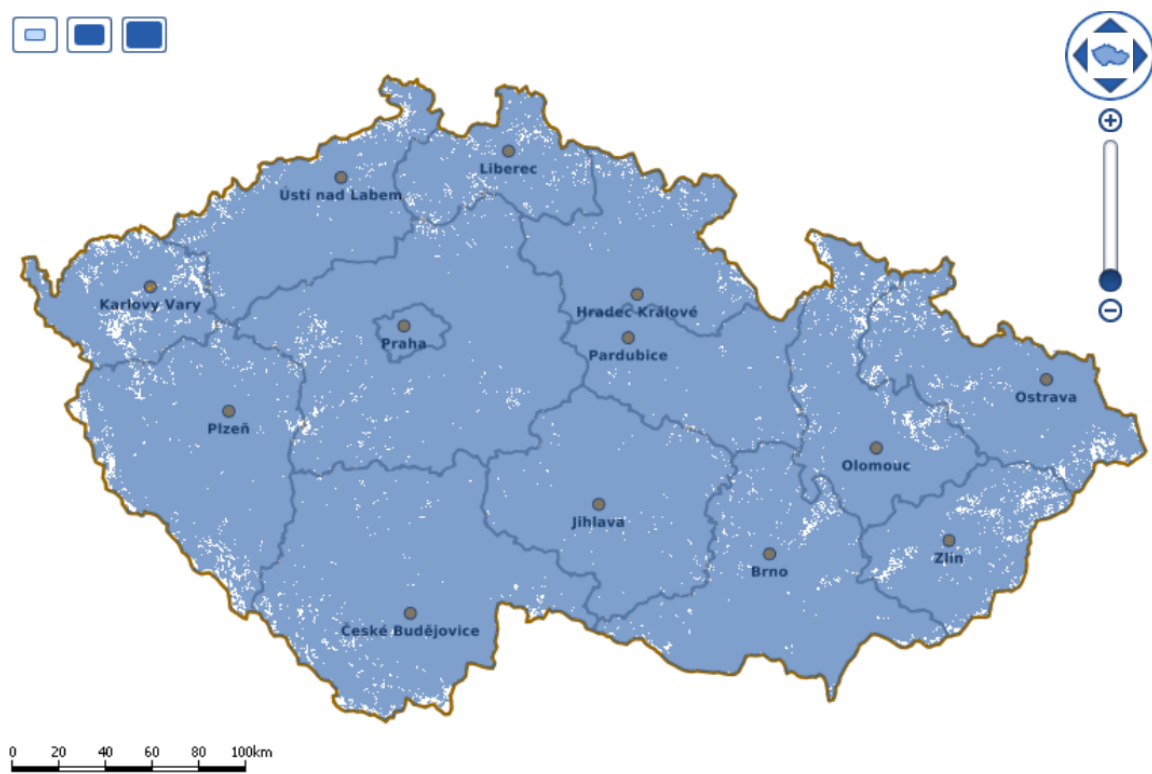 Liberec
Ústí nad Labem
Karlovy Vary
Hradec Králové
Praha
Pardubice
Ostrava
Plzeň
Olomouc
Jihlava
Zlín
Brno
České Budějovice
0 20 40 60 80 100km